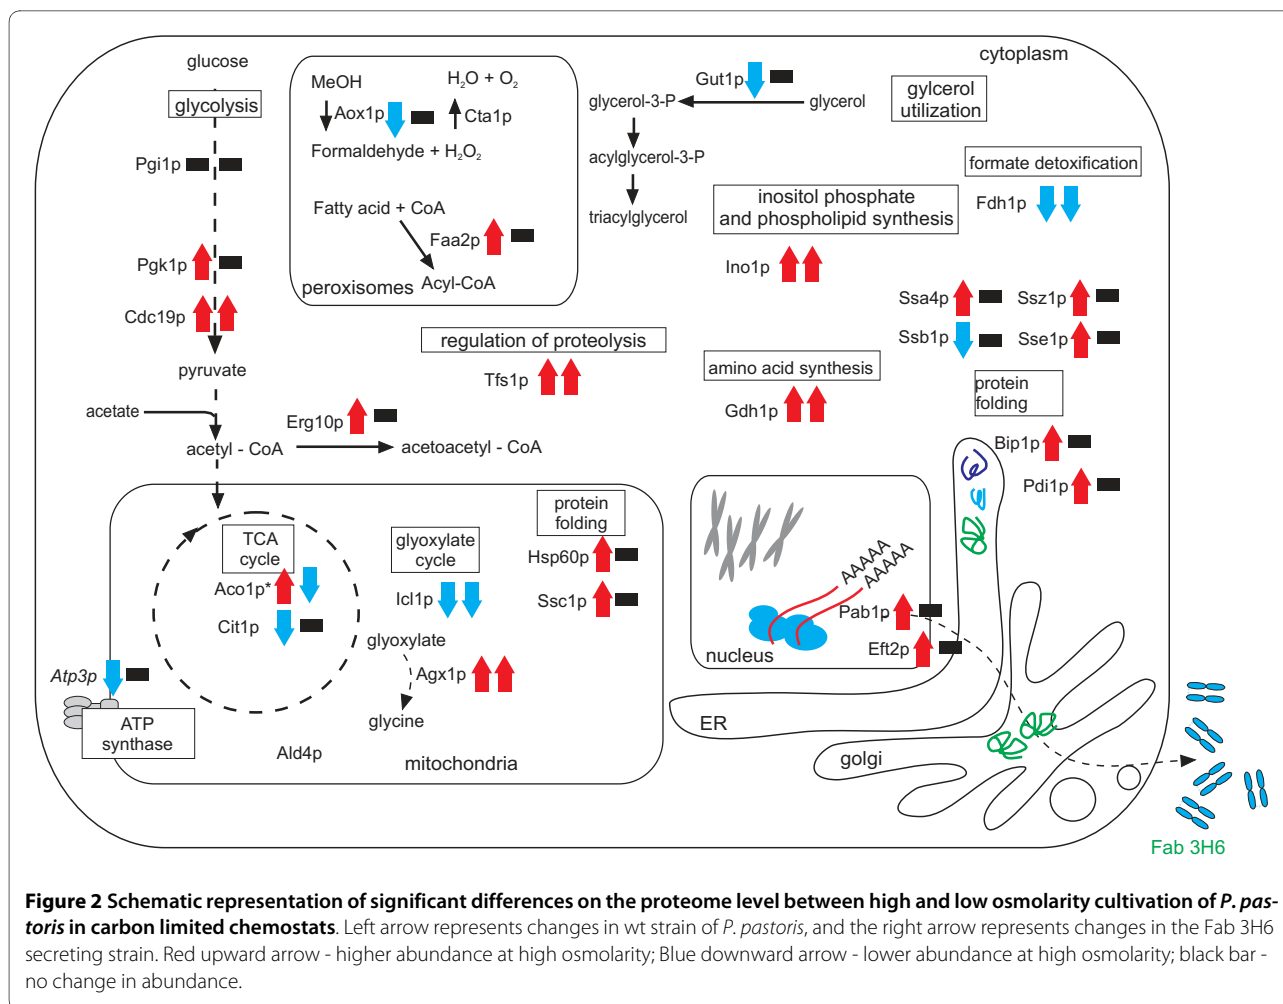 cytoplasm
glucose
glycolysis
Pgi1p
Pgk1p
Cdc19p
pyruvate
acetate
acetyl - CoA
Erg10p
acetoacetyl - CoA
MeOH
H₂O + O₂
Aox1p
Cta1p
Formaldehyde + H₂O₂
Fatty acid + CoA
Faa2p
Acyl-CoA
peroxisomes
Gut1p
glycerol-3-P
glycerol
acylglycerol-3-P
triacylglycerol
gylcerol
utilization
formate detoxification
Fdh1p
inositol phosphate
and phospholipid synthesis
Ino1p
Ssa4p
Ssz1p
Ssb1p
Sse1p
regulation of proteolysis
Tfs1p
amino acid synthesis
Gdh1p
protein
folding
Bip1p
Pdi1p
TCA
cycle
Aco1p*
Cit1p
glyoxylate
cycle
Icl1p
glyoxylate
Agx1p
glycine
protein
folding
Hsp60p
Ssc1p
Atp3p
ATP
synthase
Ald4p
mitochondria
AAAAA
AAAAA
Pab1p
Eft2p
nucleus
ER
golgi
Fab 3H6
Figure 2 Schematic representation of significant differences on the proteome level between high and low osmolarity cultivation of P. pas-
toris in carbon limited chemostats. Left arrow represents changes in wt strain of P. pastoris, and the right arrow represents changes in the Fab 3H6
secreting strain. Red upward arrow - higher abundance at high osmolarity; Blue downward arrow - lower abundance at high osmolarity; black bar -
no change in abundance.